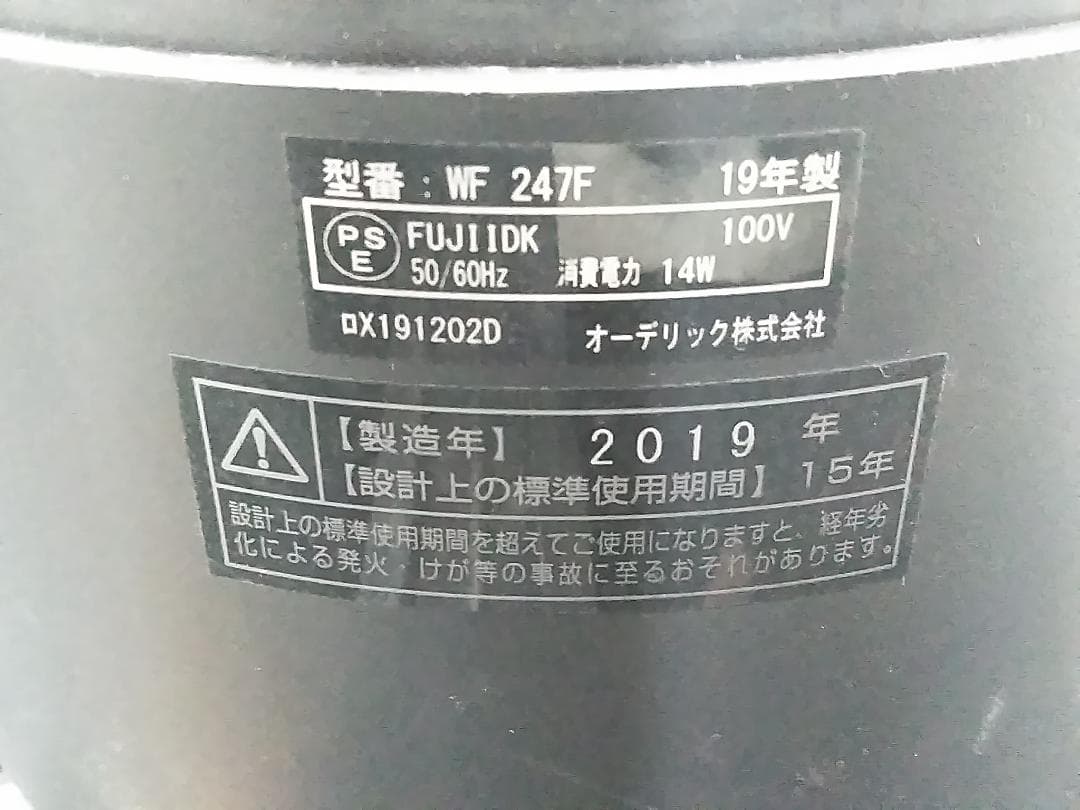 型番：WF 247F 19年製
PS
E
FUJIIDK 100V
50/60Hz 消費電力 14W
ロX191202D オーデリック株式会社
【製造年】 2019 年
【設計上の標準使用期間】 15年
設計上の標準使用期間を超えてご使用になりますと、経年劣
化による発火・けが等の事故に至るおそれがあります。